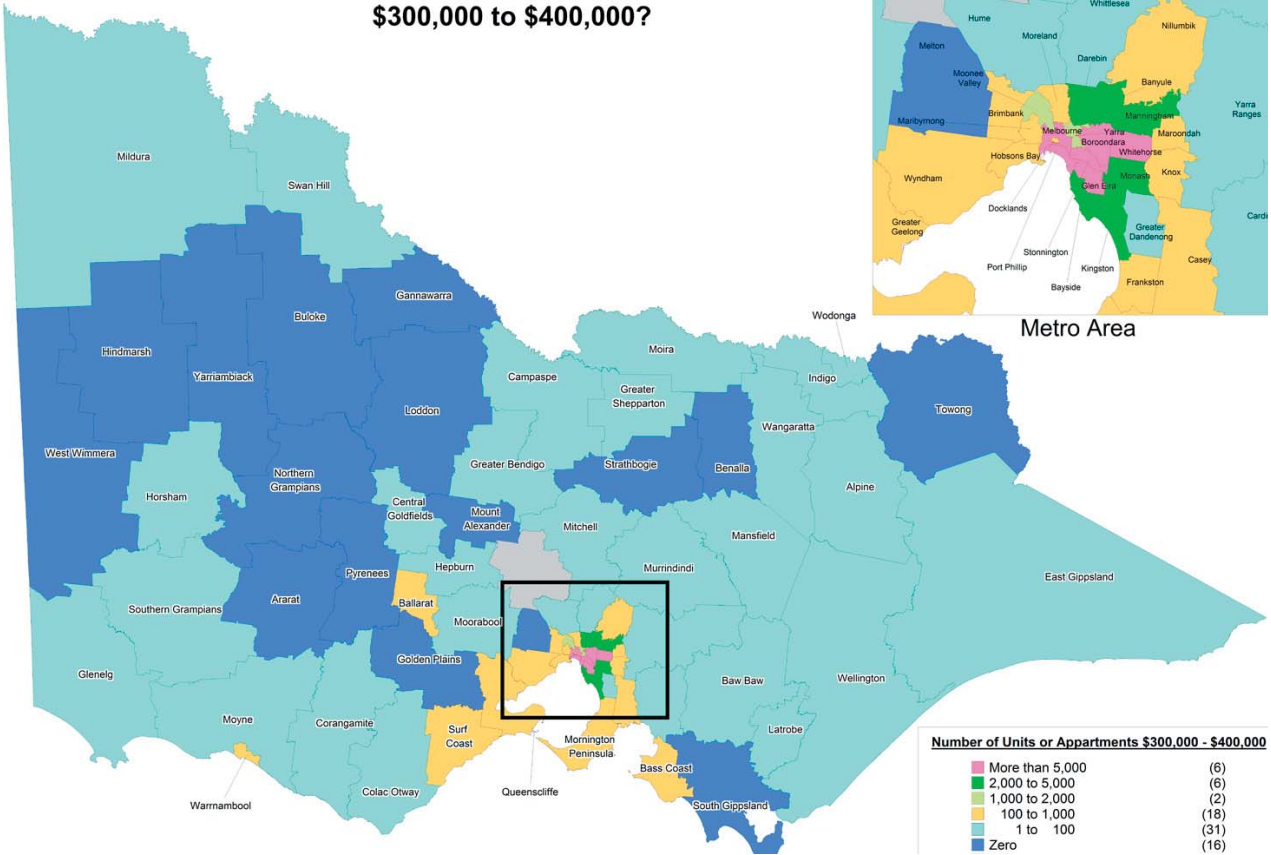 $300,000 to $400,000?
Whittlesea
Hume
Nillumbik
Moreland
Melton
Darebin
Moonee
Valley
Banyule
Yarra
Ranges
Brimbank
Manningham
Maribyrnong
Melbourne
Yarra
Maroondah
Boroondara
Whitehorse
Hobsons Bay
Monash
Knox
Wyndham
Glen Eira
Docklands
Cardi
Greater
Geelong
Greater
Dandenong
Stonnington
Casey
Port Phillip
Kingston
Frankston
Bayside
Metro Area
Mildura
Swan Hill
Gannawarra
Buloke
Wodonga
Hindmarsh
Moira
Yarriambiack
Campaspe
Indigo
Greater
Shepparton
Loddon
Towong
Wangaratta
West Wimmera
Greater Bendigo
Strathbogie
Benalla
Northern
Grampians
Horsham
Alpine
Central
Goldfields
Mount
Alexander
Mitchell
Mansfield
Hepburn
Murrindindi
Pyrenees
East Gippsland
Ararat
Ballarat
Southern Grampians
Moorabool
Golden Plains
Glenelg
Baw Baw
Wellington
Moyne
Corangamite
Surf
Coast
Latrobe
Mornington
Peninsula
Bass Coast
Colac Otway
Queenscliffe
Warrnambool
South Gippsland
Number of Units or Appartments $300,000 - $400,000
More than 5,000 (6)
2,000 to 5,000 (6)
1,000 to 2,000 (2)
100 to 1,000 (18)
1 to 100 (31)
Zero (16)